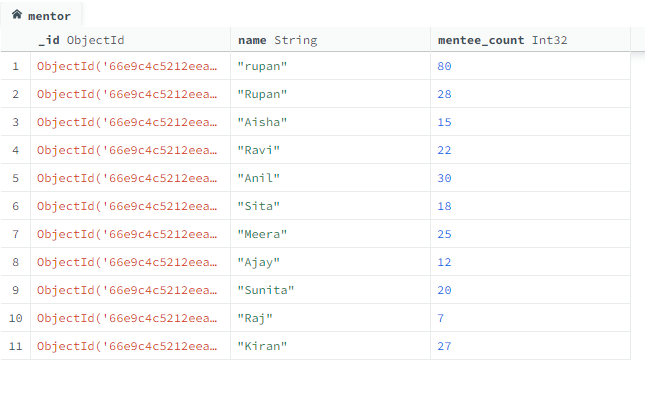 mentor
_id ObjectId name String mentee_count Int32
1 ObjectId('66e9c4c5212eea… "rupan" 80
2 ObjectId('66e9c4c5212eea… "Rupan" 28
3 ObjectId('66e9c4c5212eea… "Aisha" 15
4 ObjectId('66e9c4c5212eea… "Ravi" 22
5 ObjectId('66e9c4c5212eea… "Anil" 30
6 ObjectId('66e9c4c5212eea… "Sita" 18
7 ObjectId('66e9c4c5212eea… "Meera" 25
8 ObjectId('66e9c4c5212eea… "Ajay" 12
9 ObjectId('66e9c4c5212eea… "Sunita" 20
10 ObjectId('66e9c4c5212eea… "Raj" 7
11 ObjectId('66e9c4c5212eea… "Kiran" 27